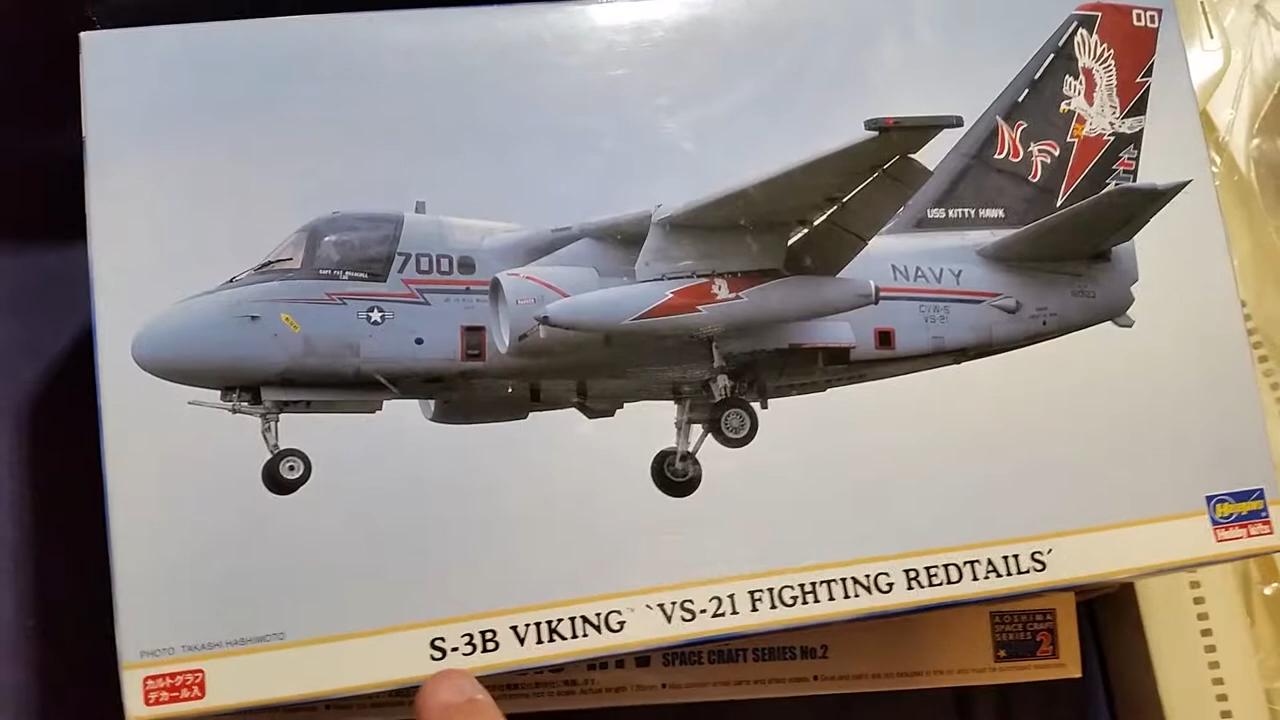 00
NF
USS KITTY HAWK
700
NAVY
CVW-5
VS-21
Hasegawa
Hobby kits
S-3B VIKING™ 'VS-21 FIGHTING REDTAILS'
PHOTO: TAKASHI HASHIMOTO
カルトグラフ
デカール入
AOSHIMA
SPACE CRAFT
SERIES
2
SPACE CRAFT SERIES No.2